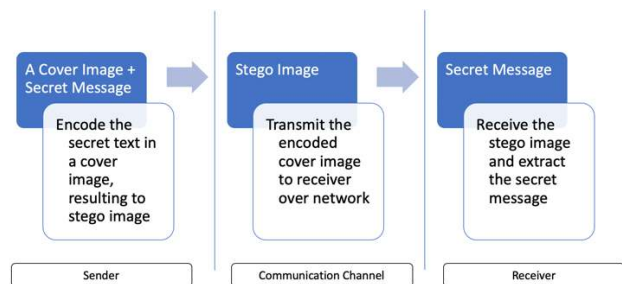 A Cover Image +
Secret Message
Encode the
secret text in
a cover
image,
resulting to
stego image
Stego Image
Transmit the
encoded
cover image
to receiver
over network
Secret Message
Receive the
stego image
and extract
the secret
message
Sender
Communication Channel
Receiver